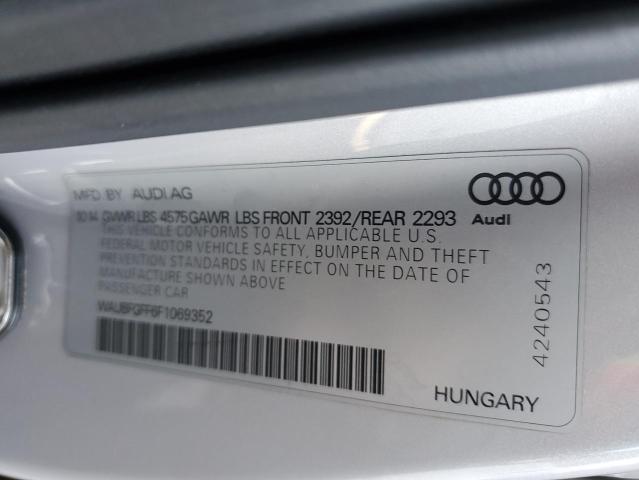 MFD BY AUDI AG
10 14 GVWR LBS 4575 GAWR LBS FRONT 2392/REAR 2293
THIS VEHICLE CONFORMS TO ALL APPLICABLE U.S.
FEDERAL MOTOR VEHICLE SAFETY, BUMPER AND THEFT
PREVENTION STANDARDS IN EFFECT ON THE DATE OF
MANUFACTURE SHOWN ABOVE
PASSENGER CAR
WAUBFGFF6F1069352
Audi
4240543
HUNGARY